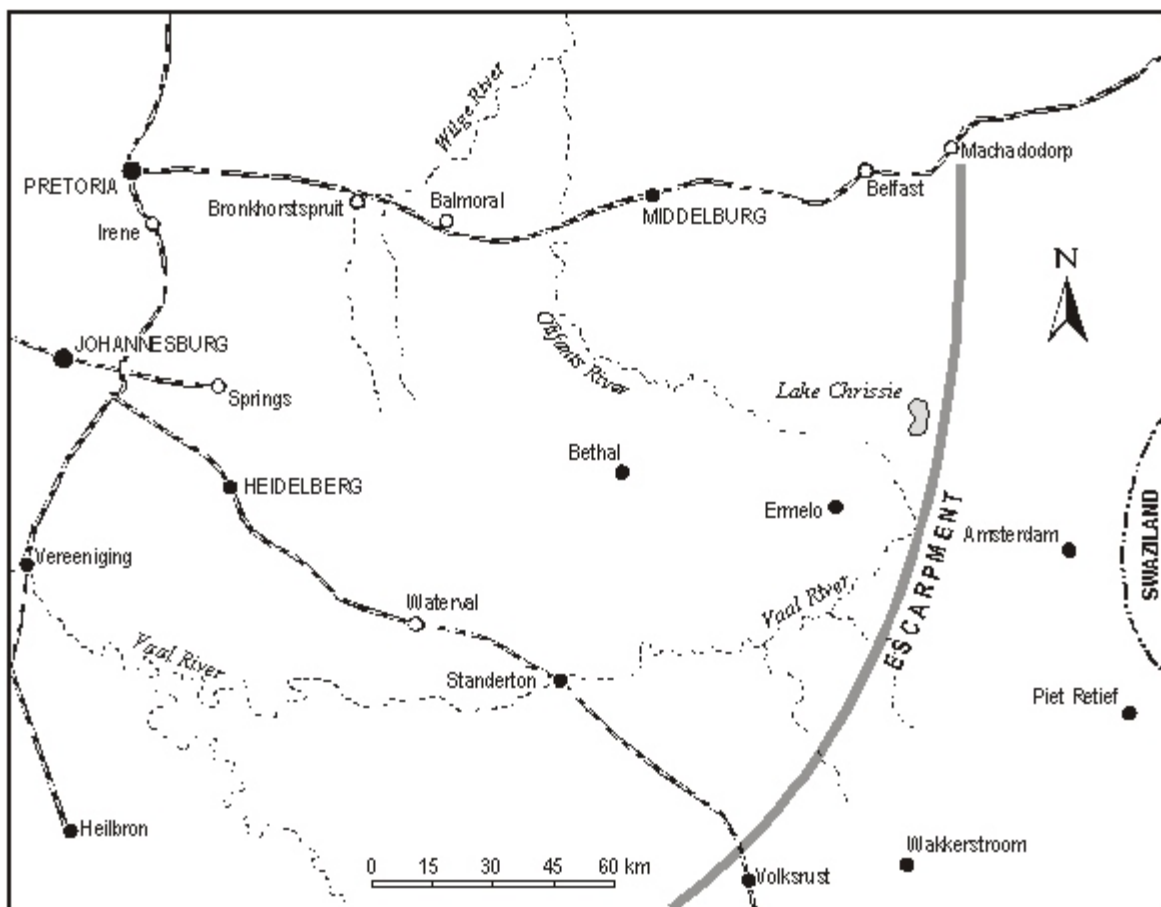 Wilge River
Machadodorp
PRETORIA
Belfast
Balmoral
Bronkhorstspruit
MIDDELBURG
Irene
N
Olifants River
JOHANNESBURG
Springs
Lake Chrissie
Bethal
HEIDELBERG
Ermelo
ESCARPMENT
Amsterdam
SWAZILAND
Vereeniging
Waterval
Vaal River
Vaal River
Standerton
Piet Retief
Heilbron
Wakkerstroom
0 15 30 45 60 km
Volksrust